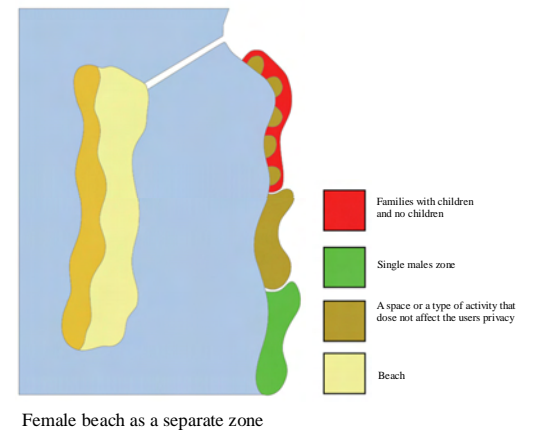 Families with children
and no children
Single males zone
A space or a type of activity that
dose not affect the users privacy
Beach
Female beach as a separate zone